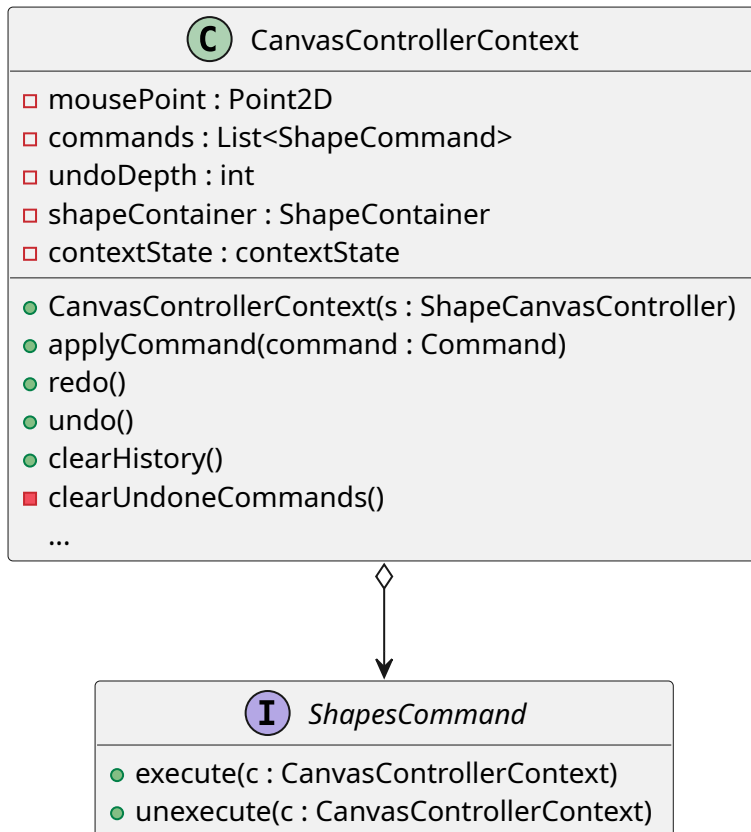 C CanvasControllerContext
mousePoint : Point2D
commands : List<ShapeCommand>
undoDepth : int
shapeContainer : ShapeContainer
contextState : contextState
CanvasControllerContext(s : ShapeCanvasController)
applyCommand(command : Command)
redo()
undo()
clearHistory()
clearUndoneCommands()
...
I ShapesCommand
execute(c : CanvasControllerContext)
unexecute(c : CanvasControllerContext)